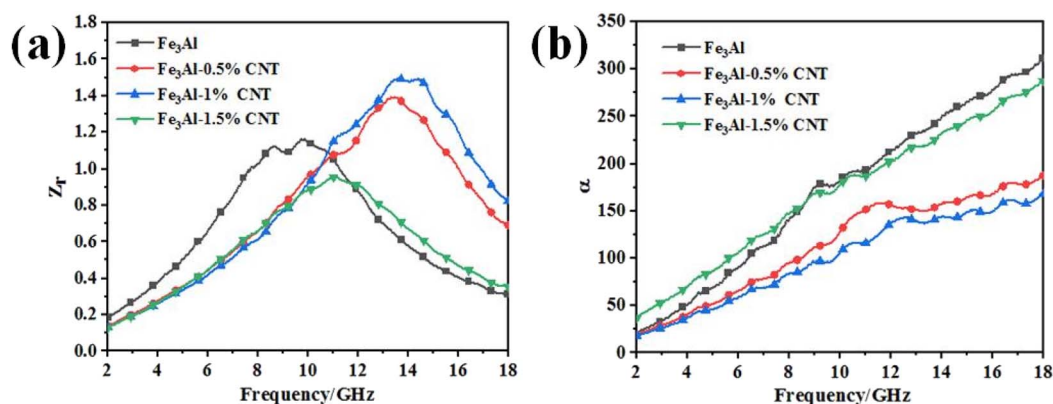 (a)
1.8
1.6
1.4
1.2
1.0
0.8
0.6
0.4
0.2
0.0
Zr
Fe₃Al
Fe₃Al-0.5% CNT
Fe₃Al-1% CNT
Fe₃Al-1.5% CNT
2 4 6 8 10 12 14 16 18
Frequency/GHz
(b)
350
300
250
200
150
100
50
0
α
Fe₃Al
Fe₃Al-0.5% CNT
Fe₃Al-1% CNT
Fe₃Al-1.5% CNT
2 4 6 8 10 12 14 16 18
Frequency/GHz